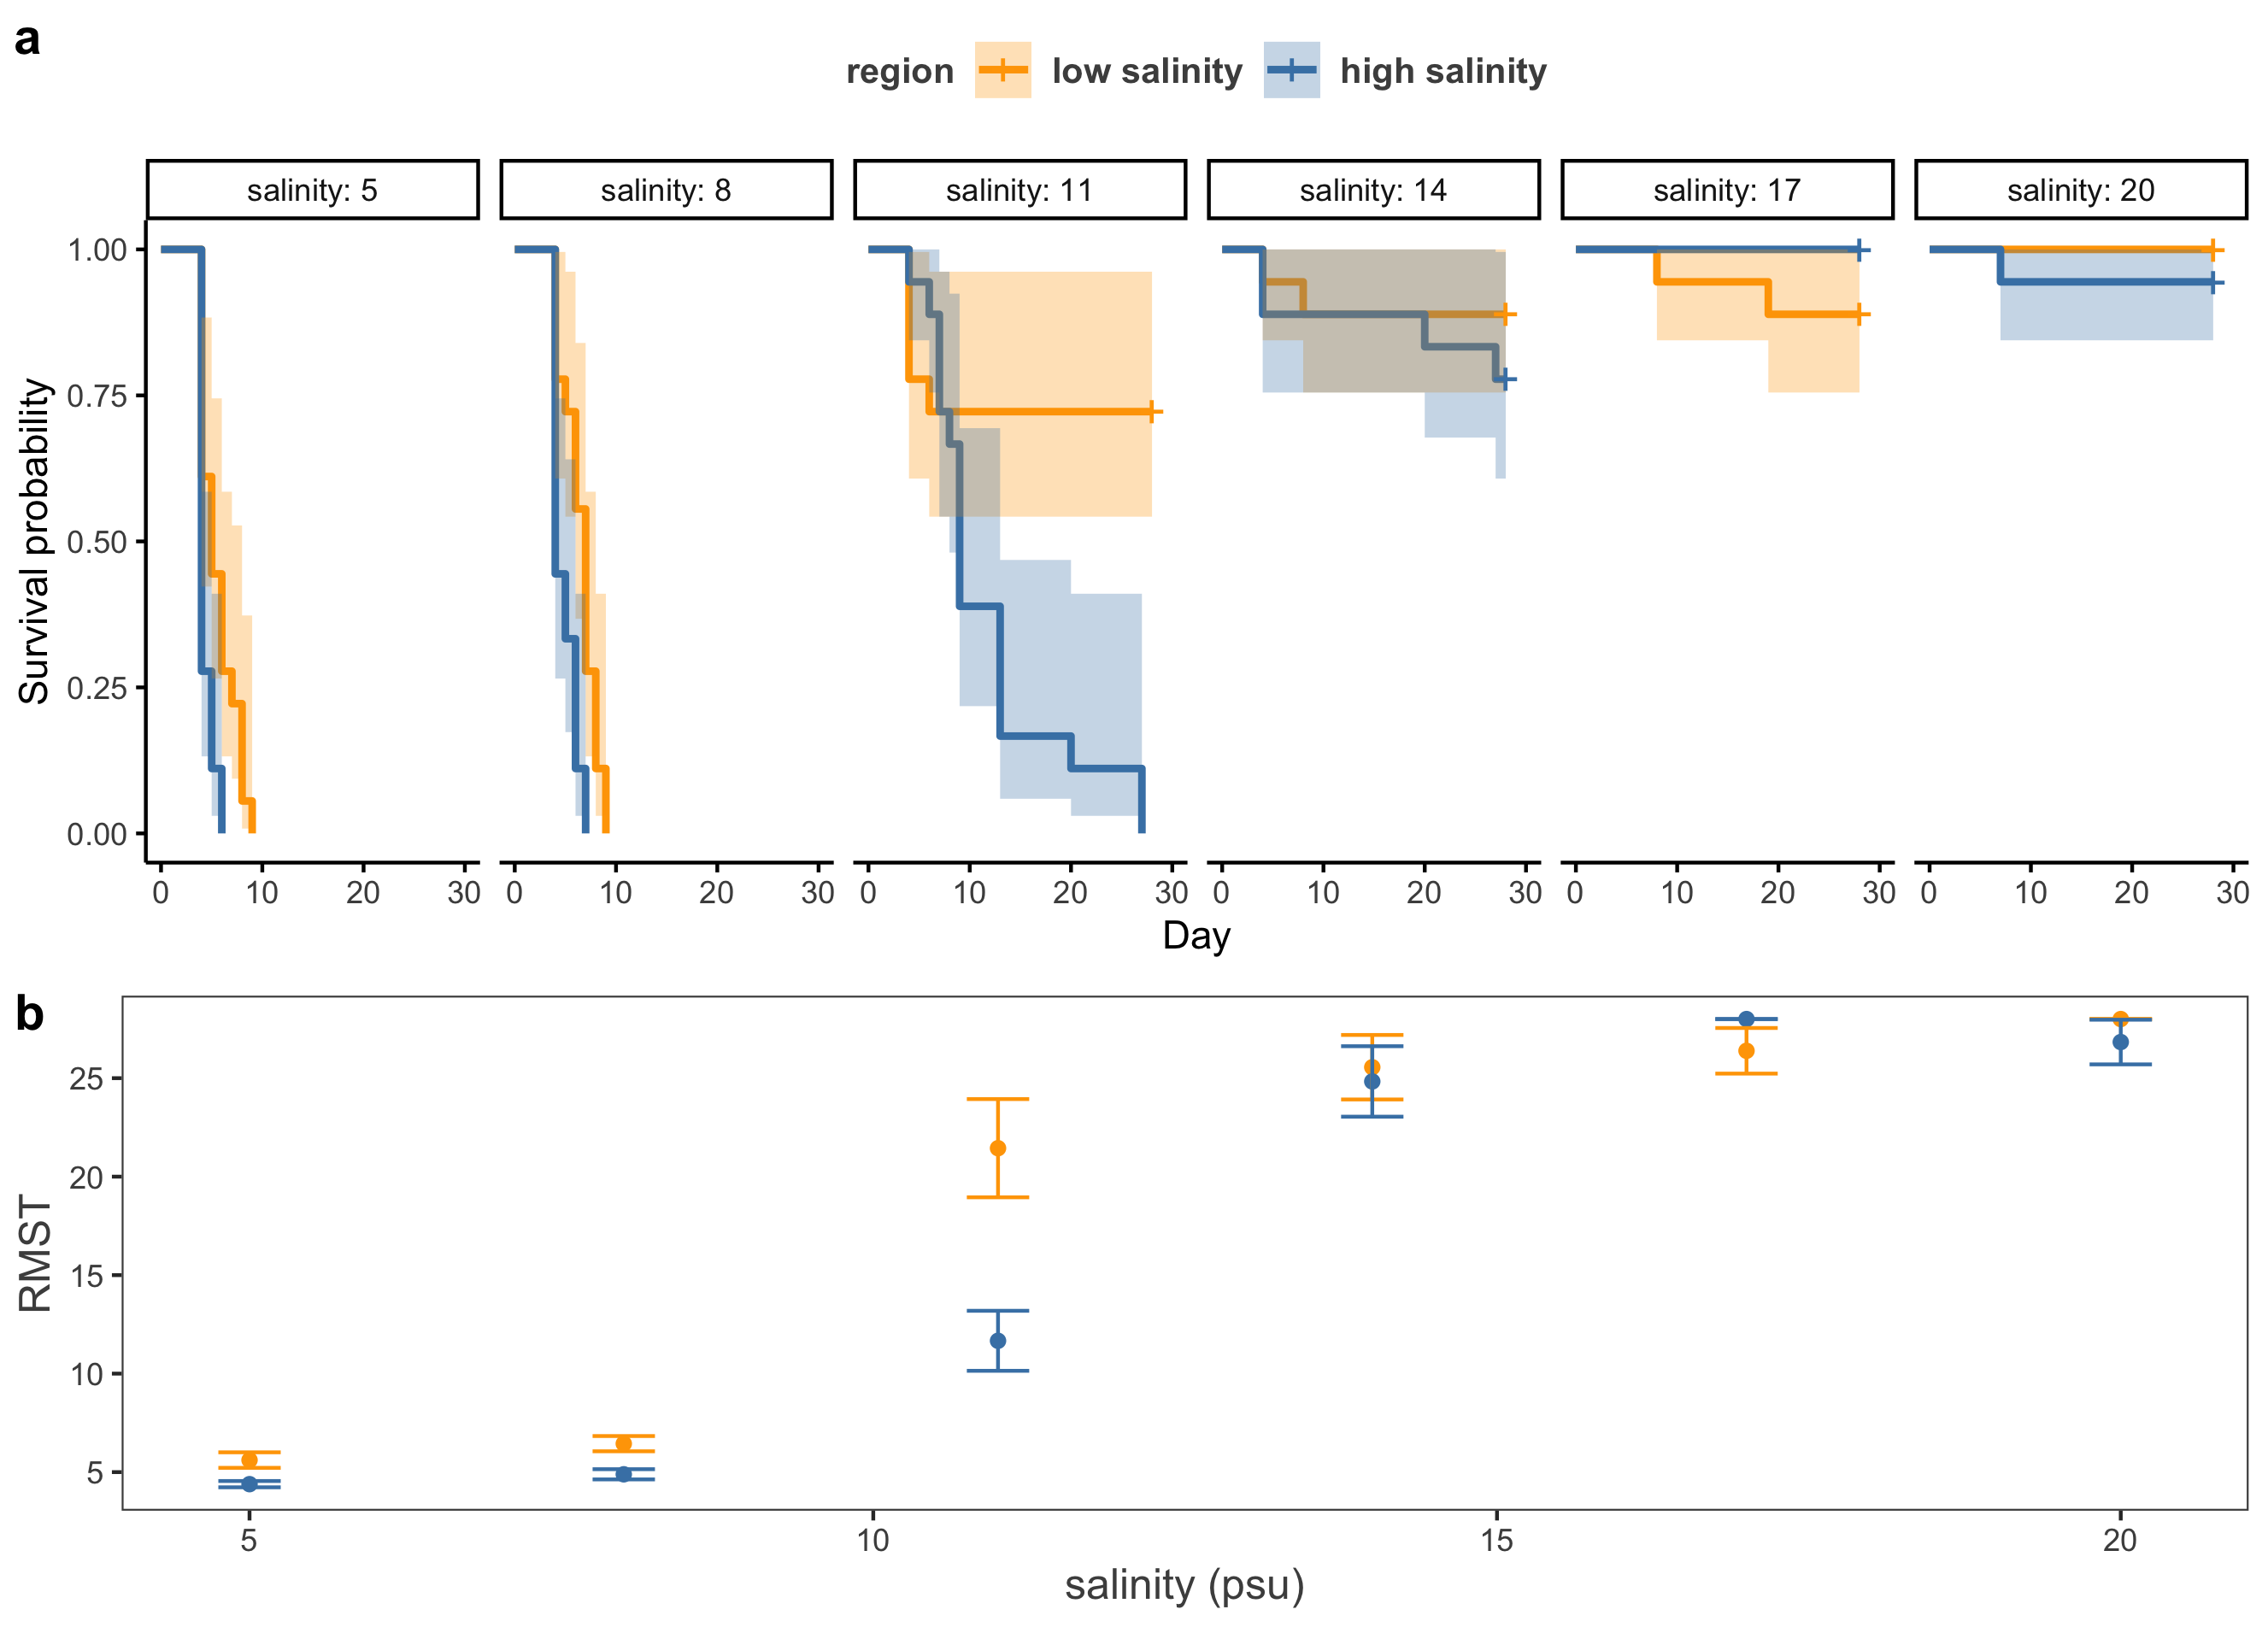 a
region low salinity high salinity
salinity: 5 salinity: 8 salinity: 11 salinity: 14 salinity: 17 salinity: 20
Survival probability
1.00
0.75
0.50
0.25
0.00
0 10 20 30 0 10 20 30 0 10 20 30 0 10 20 30 0 10 20 30 0 10 20 30
Day
b
RMST
25
20
15
10
5
5 10 15 20
salinity (psu)